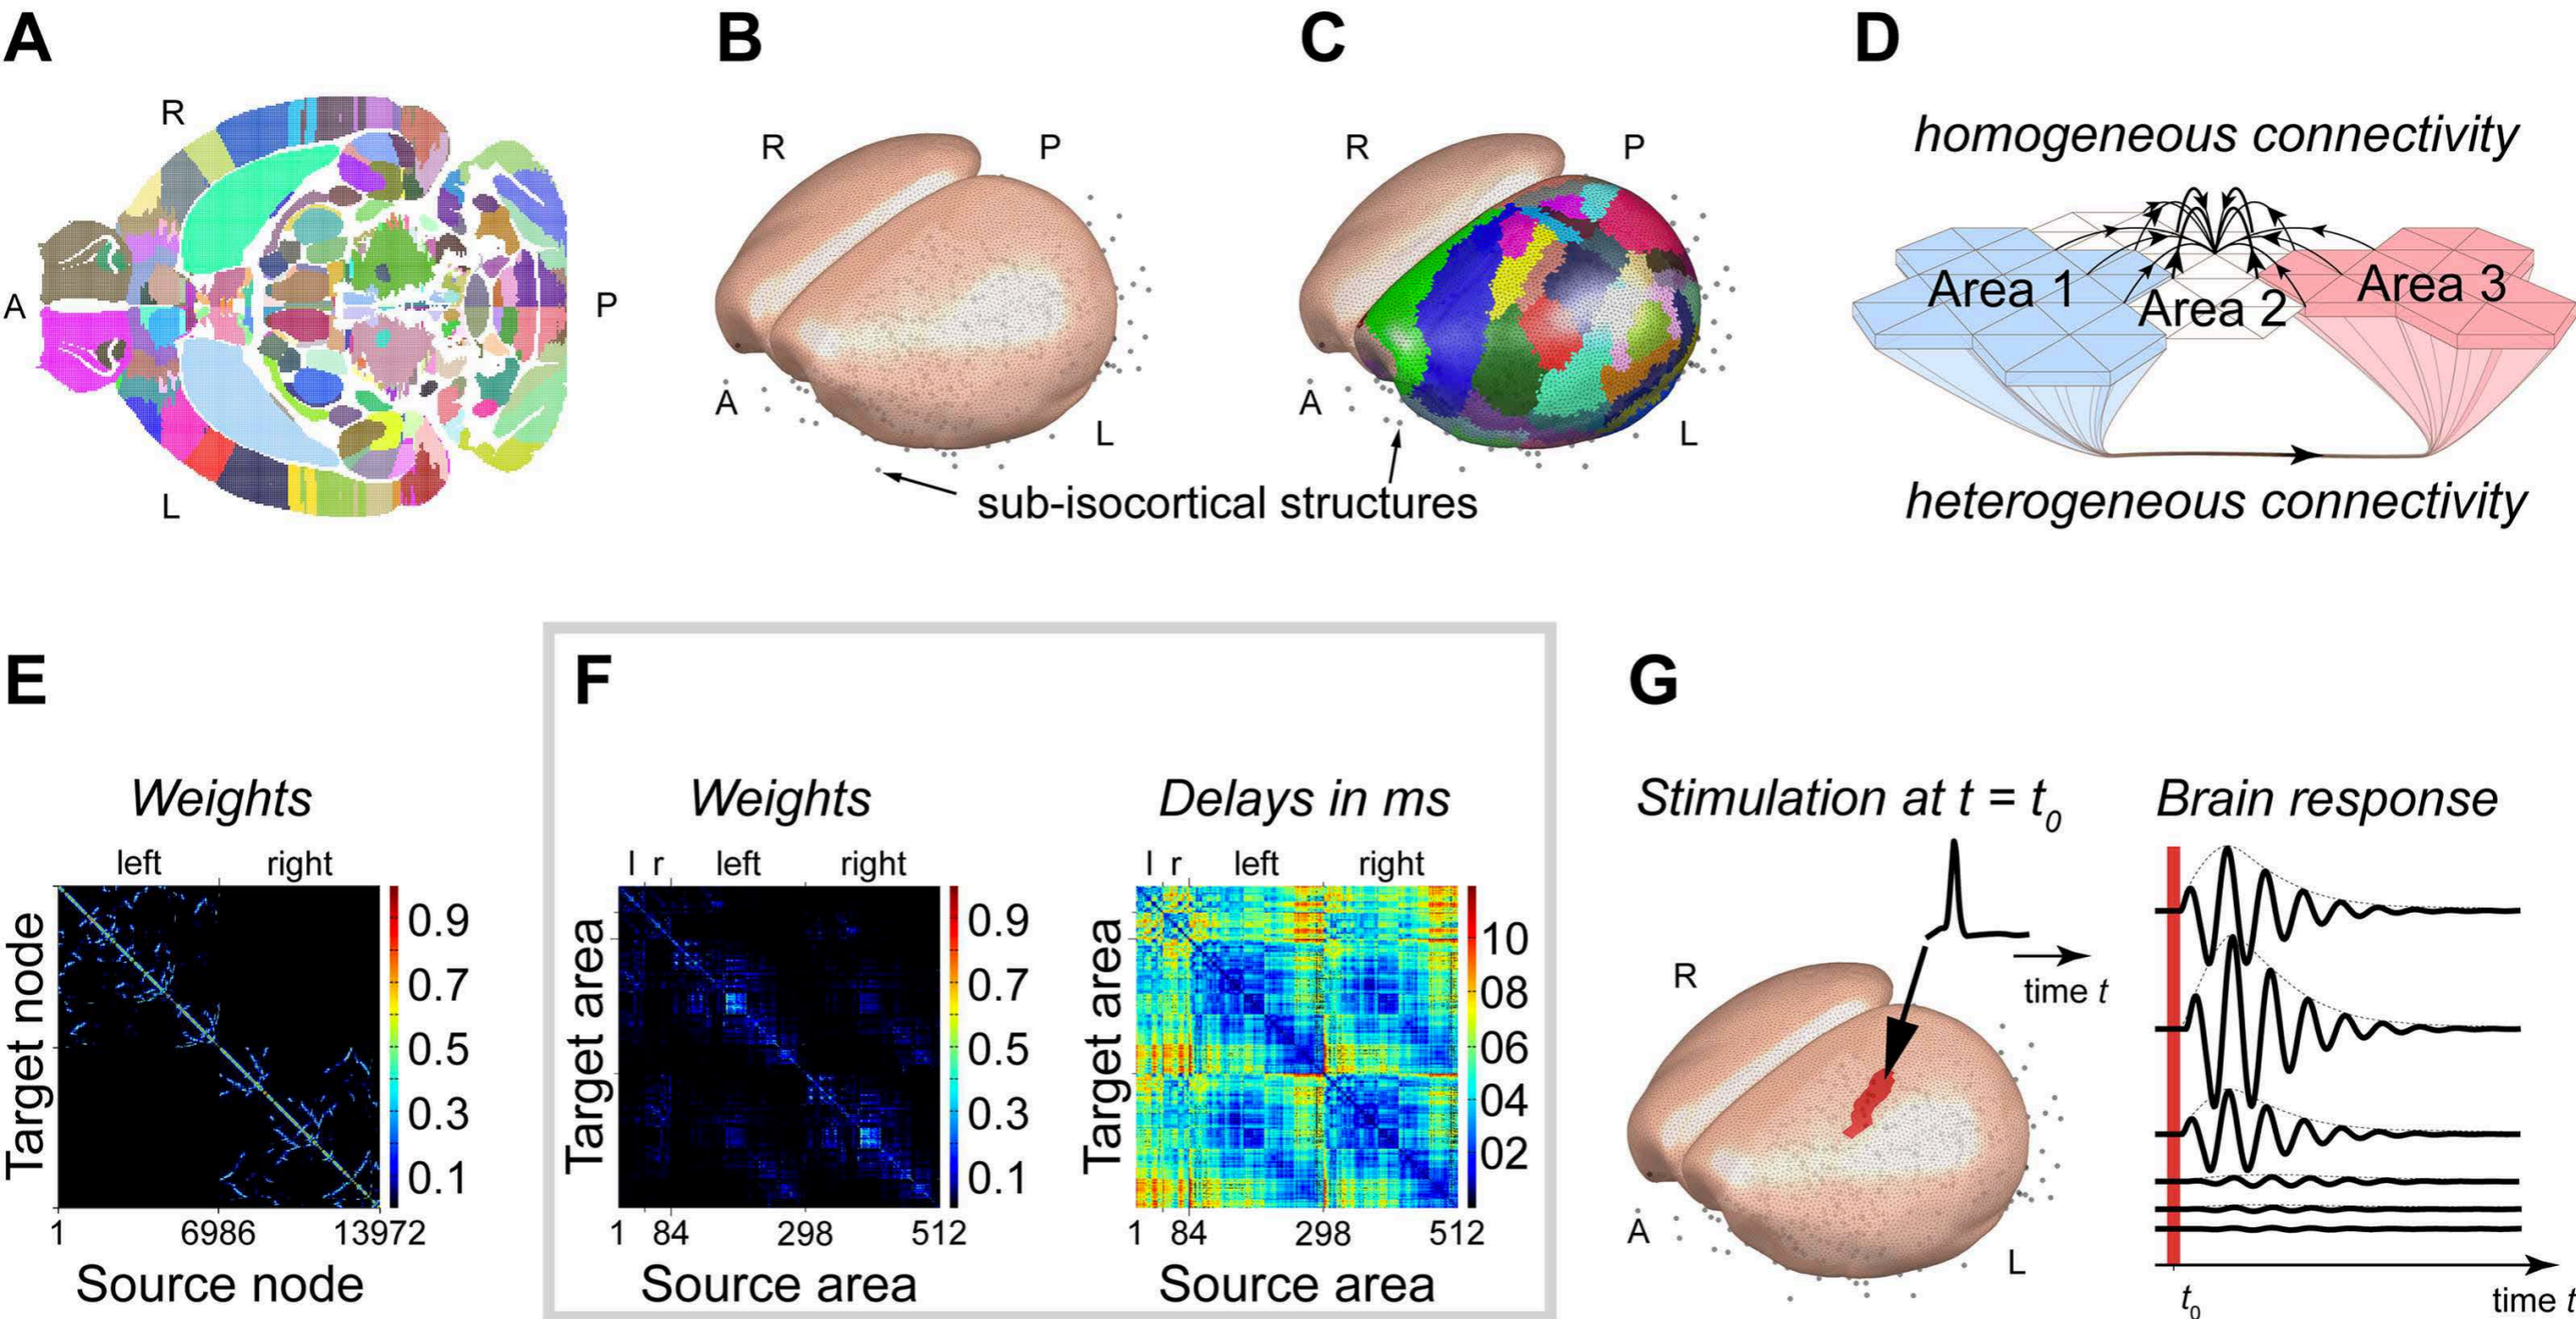 A
B
C
D
R
A
P
L
R
P
A
L
R
P
A
L
sub-isocortical structures
homogeneous connectivity
Area 1
Area 2
Area 3
heterogeneous connectivity
E
Weights
left right
Target node
0.9
0.7
0.5
0.3
0.1
1 6986 13972
Source node
F
Weights
l r left right
Target area
0.9
0.7
0.5
0.3
0.1
1 84 298 512
Source area
Delays in ms
l r left right
Target area
10
08
06
04
02
1 84 298 512
Source area
G
Stimulation at t = t0
time t
R
A
L
Brain response
t0
time t